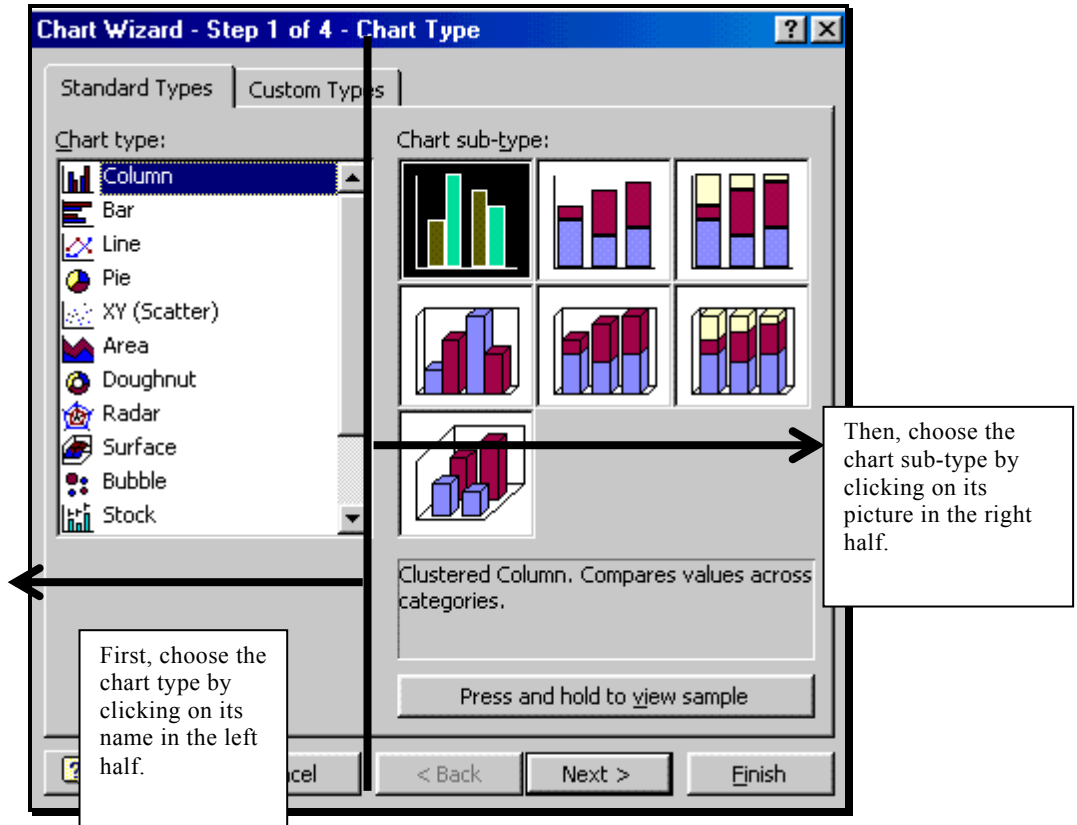 Chart Wizard - Step 1 of 4 - Chart Type
Standard Types
Custom Types
Chart type:
Column
Bar
Line
Pie
XY (Scatter)
Area
Doughnut
Radar
Surface
Bubble
Stock
Chart sub-type:
Clustered Column. Compares values across
categories.
Press and hold to view sample
Then, choose the
chart sub-type by
clicking on its
picture in the right
half.
First, choose the
chart type by
clicking on its
name in the left
half.
< Back
Next >
Finish